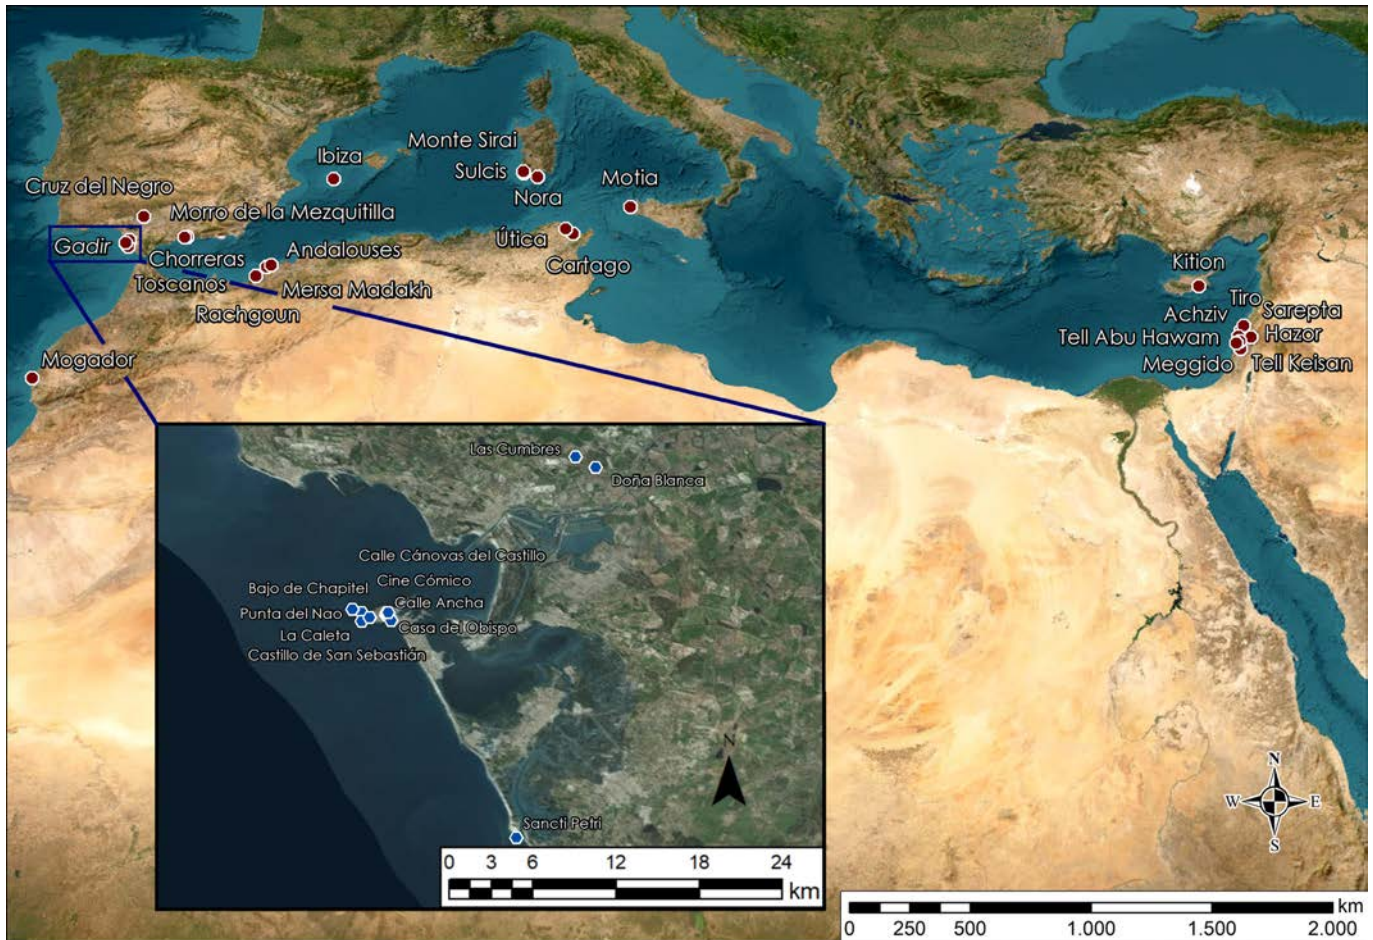 Monte Sirai
Ibiza
Sulcis
Motia
Cruz del Negro
Nora
Morro de la Mezquitilla
Útica
Gadir
Andalouses
Chorreras
Cartago
Kition
Toscanos
Mersa Madakh
Tiro
Rachgoun
Achziv
Sarepta
Tell Abu Hawam
Hazor
Mogador
Meggido
Tell Keisan
Las Cumbres
Doña Blanca
Calle Cánovas del Castillo
Cine Cómico
Bajo de Chapitel
Calle Ancha
Punta del Nao
Casa del Obispo
La Caleta
Castillo de San Sebastián
N
Sancti Petri
0 3 6 12 18 24
km
N
W E
S
km
0 250 500 1.000 1.500 2.000